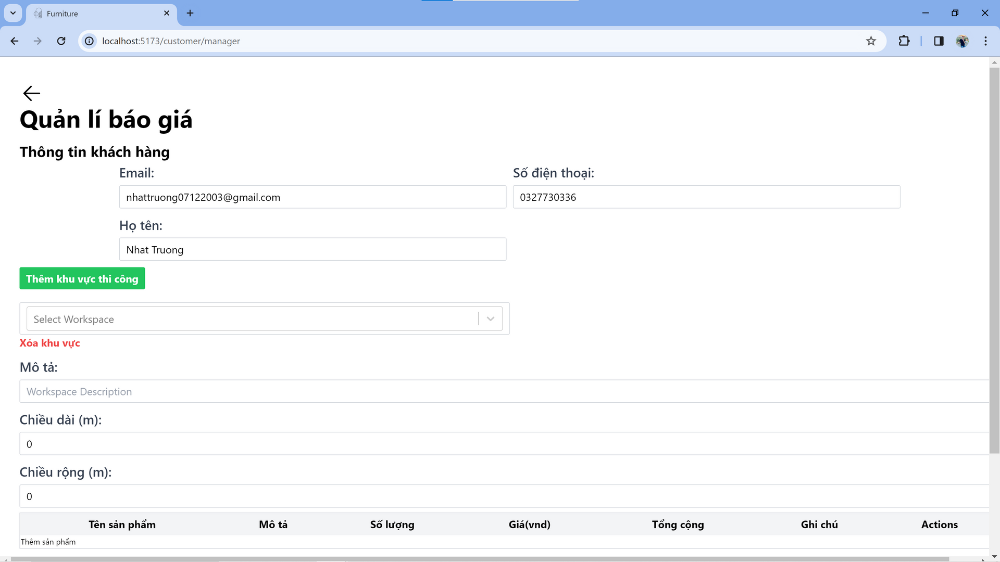 Furniture
localhost:5173/customer/manager
Quản lí báo giá
Thông tin khách hàng
Email:
Số điện thoại:
nhattruong07122003@gmail.com
0327730336
Họ tên:
Nhat Truong
Thêm khu vực thi công
Select Workspace
Xóa khu vực
Mô tả:
Workspace Description
Chiều dài (m):
0
Chiều rộng (m):
0
Tên sản phẩm Mô tả Số lượng Giá(vnd) Tổng cộng Ghi chú Actions
Thêm sản phẩm